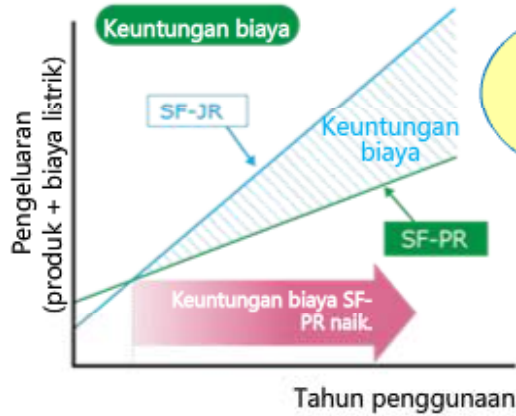 Keuntungan biaya
Pengeluaran
(produk + biaya listrik)
SF-JR
Keuntungan
biaya
SF-PR
Keuntungan biaya SF-
PR naik.
Tahun penggunaan